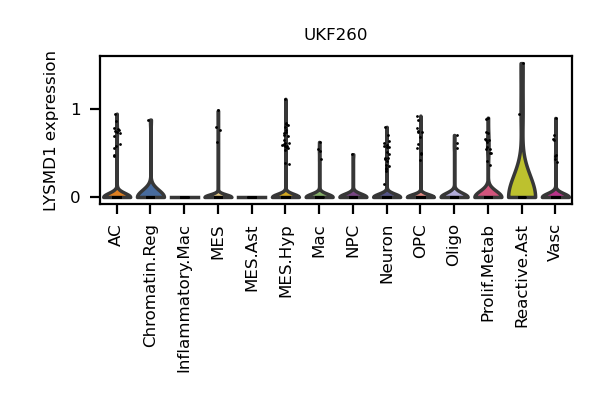 UKF260
LYSMD1 expression
1
0
AC
Chromatin.Reg
Inflammatory.Mac
MES
MES.Ast
MES.Hyp
Mac
NPC
Neuron
OPC
Oligo
Prolif.Metab
Reactive.Ast
Vasc